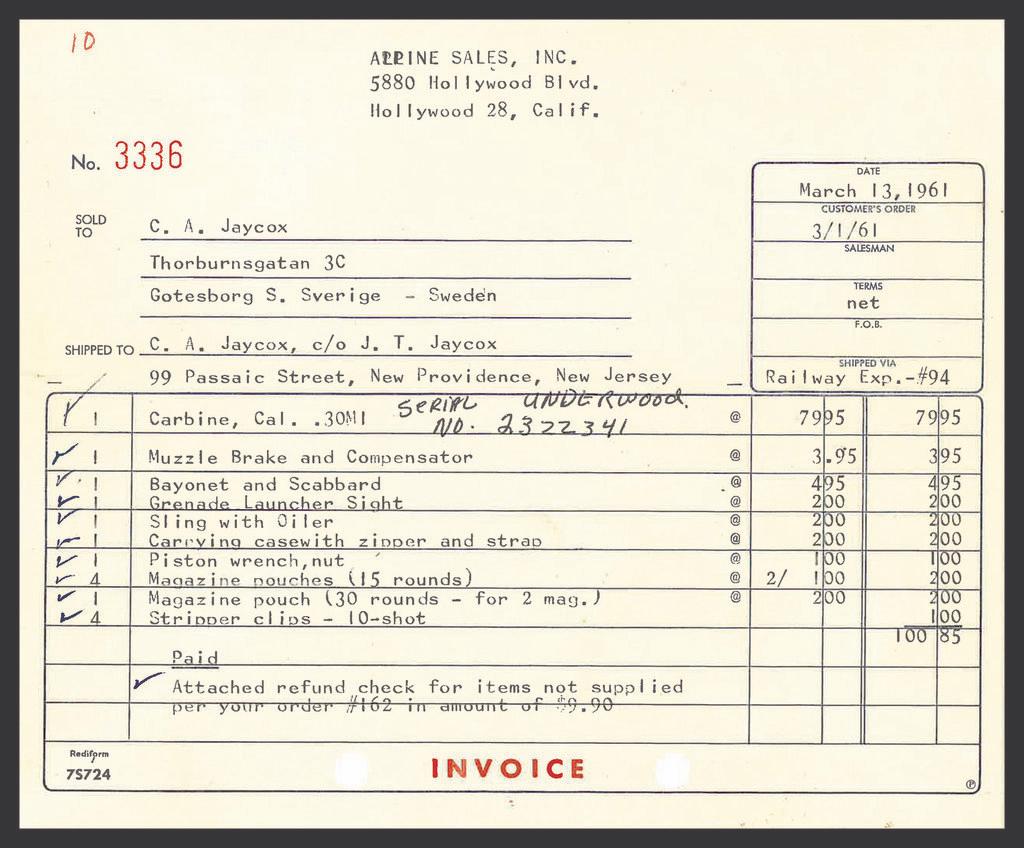 10
ALPINE SALES, INC.
5880 Hollywood Blvd.
Hollywood 28, Calif.
No. 3336
DATE
March 13,1961
CUSTOMER'S ORDER
3/1/61
SALESMAN
TERMS
net
F.O.B.
SHIPPED VIA
Railway Exp.-#94
SOLD TO C. A. Jaycox
Thorburnsgatan 3C
Gotesborg S. Sverige - Sweden
SHIPPED TO C. A. Jaycox, c/o J. T. Jaycox
99 Passaic Street, New Providence, New Jersey
SERIAL UNDERWOOD.
1 Carbine, Cal. .30M1 NO. 2322341 @ 7995 7995
1 Muzzle Brake and Compensator @ 3.95 395
1 Bayonet and Scabbard @ 495 495
1 Grenade Launcher Sight @ 200 200
1 Sling with Oiler @ 200 200
1 Carrying casewith zipper and strap @ 200 200
1 Piston wrench,nut @ 100 100
4 Magazine pouches (15 rounds) @ 2/ 100 200
1 Magazine pouch (30 rounds - for 2 mag.) @ 200 200
4 Stripper clips - 10-shot 100
100 85
Paid
Attached refund check for items not supplied
per your order #162 in amount of $9.90
Rediform
7S724
INVOICE
P